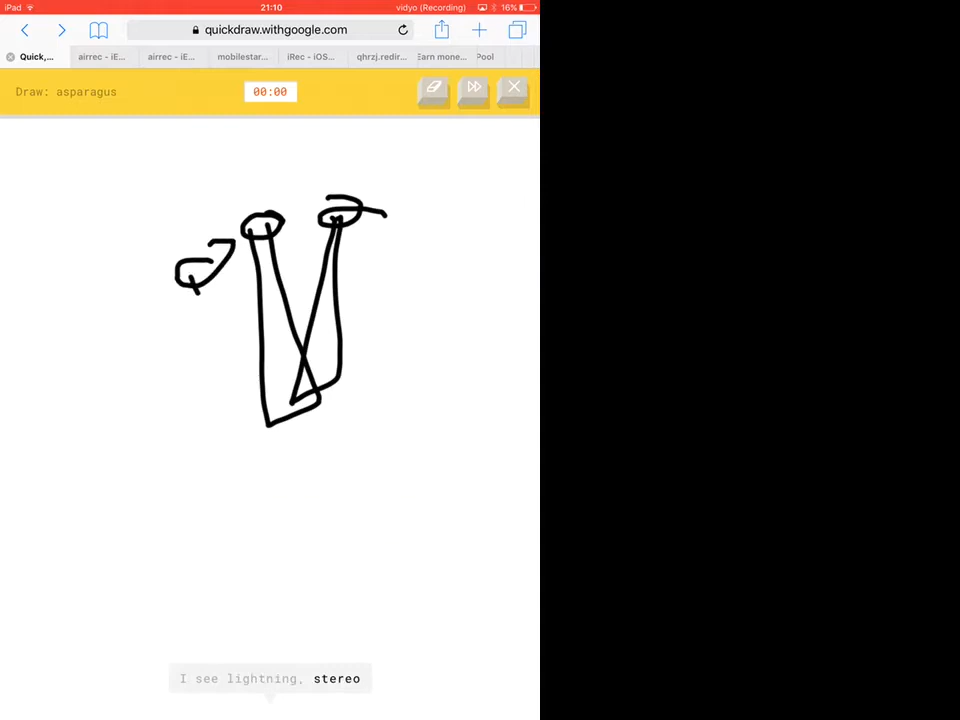 iPad 21:10 vidyo (Recording) 16%
quickdraw.withgoogle.com
Quick,... airrec - iE... airrec - iE... mobilestar... iRec - iOS... qhrzj.redir... Earn mone... Pool
Draw: asparagus 00:00
I see lightning, stereo